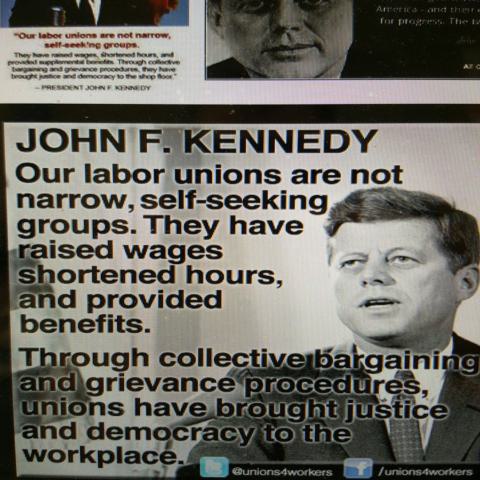 "Our labor unions are not narrow,
self-seeking groups.
They have raised wages, shortened hours, and
provided supplemental benefits. Through collective
bargaining and grievance procedures, they have
brought justice and democracy to the shop floor."
– PRESIDENT JOHN F. KENNEDY
America - and their
for progress. The
JOHN F. KENNEDY
Our labor unions are not
narrow, self-seeking
groups. They have
raised wages
shortened hours,
and provided
benefits.
Through collective bargaining
and grievance procedures,
unions have brought justice
and democracy to the
workplace.
@unions4workers
/unions4workers